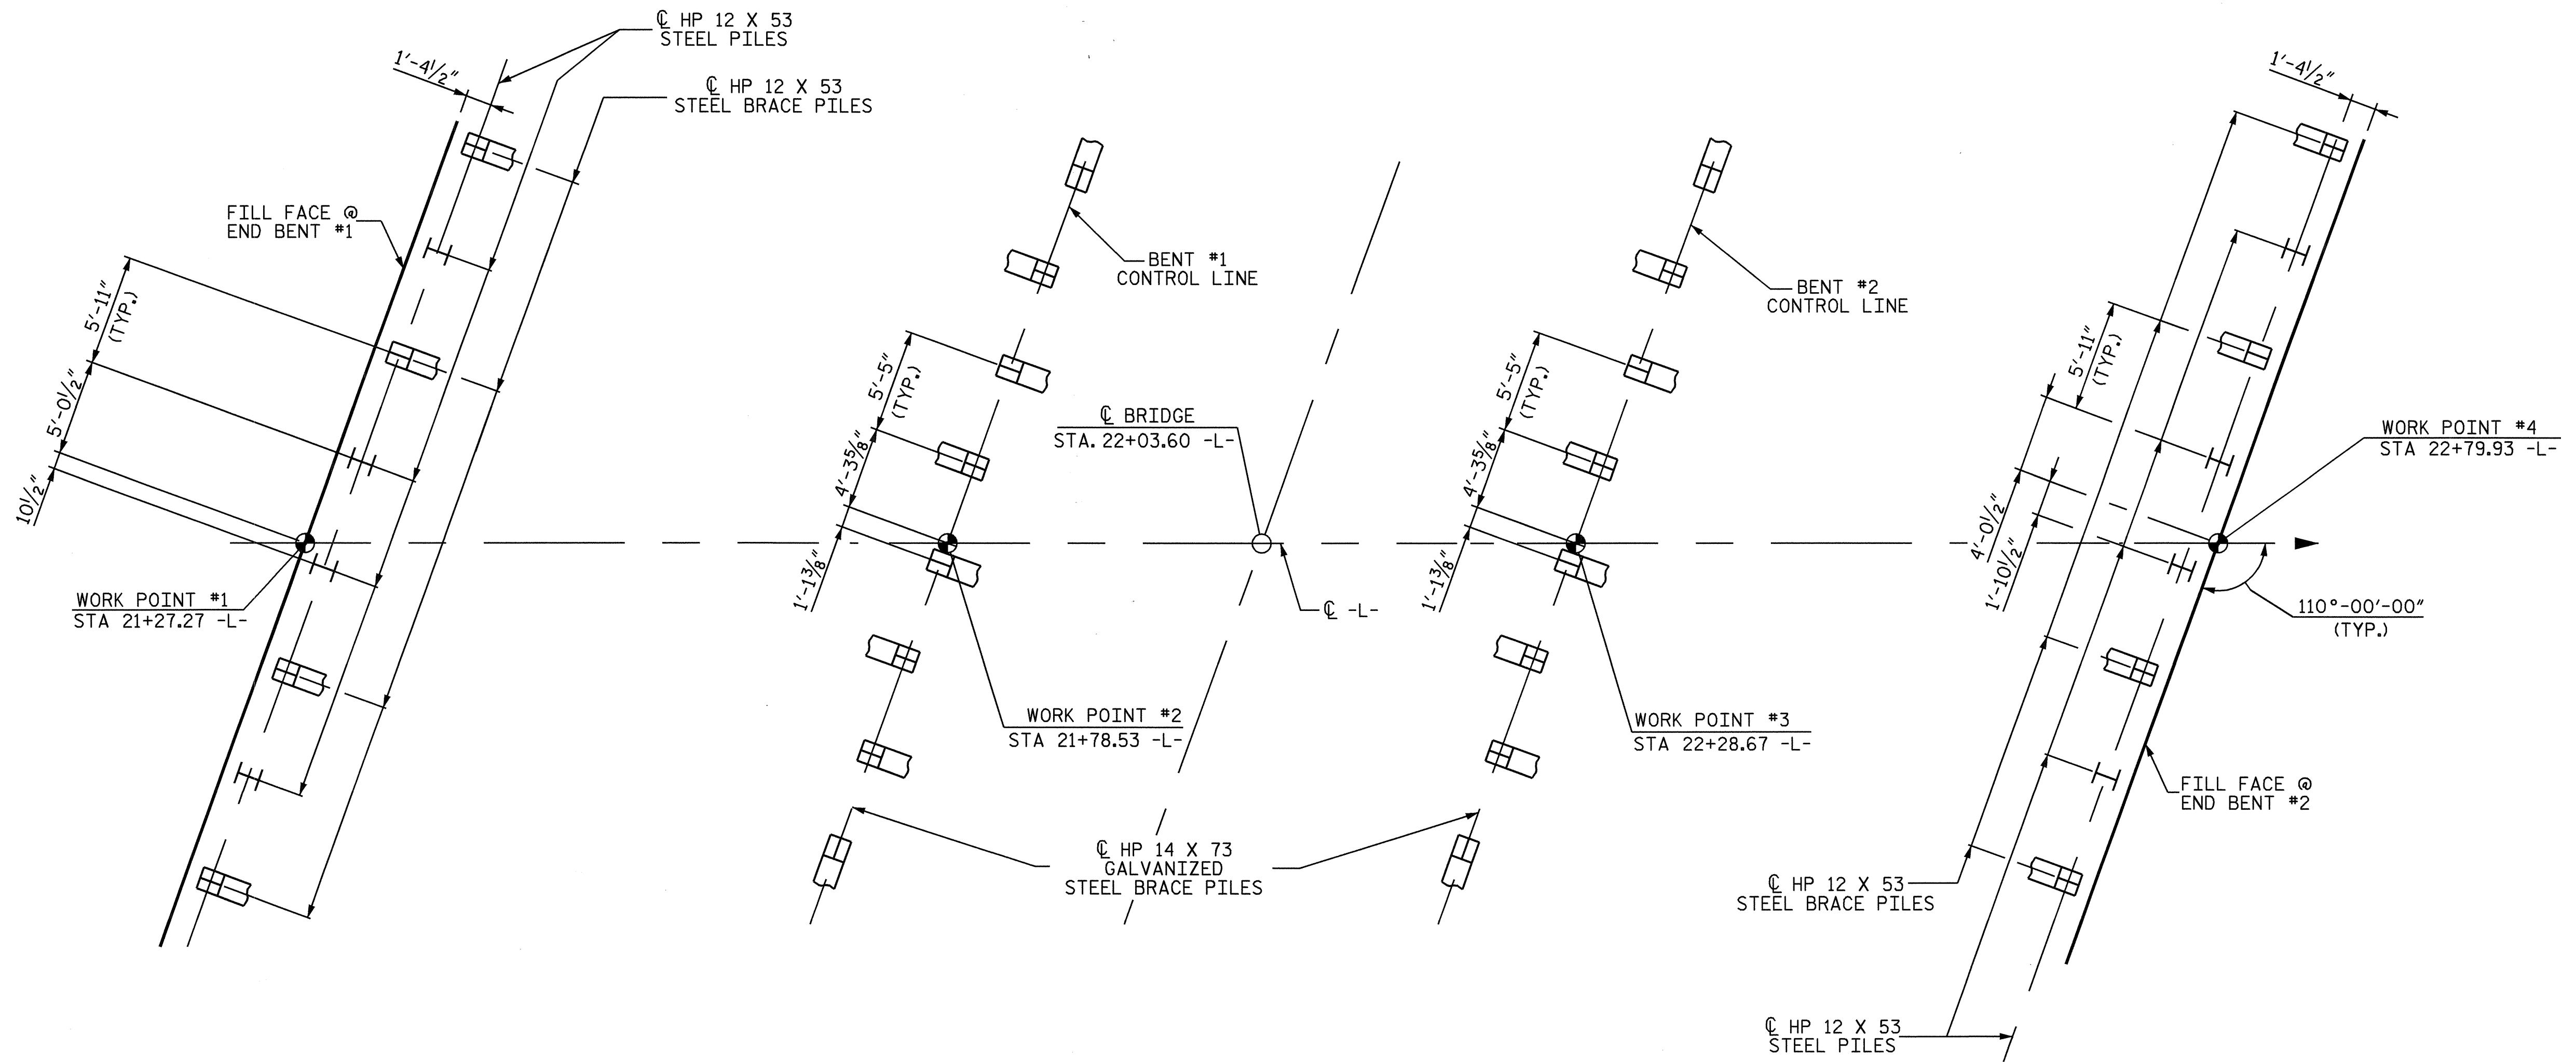 ℄ HP 12 X 53
STEEL PILES
1'-4½"
℄ HP 12 X 53
STEEL BRACE PILES
FILL FACE @
END BENT #1
5'-11"
(TYP.)
5'-0½"
10½"
WORK POINT #1
STA 21+27.27 -L-
BENT #1
CONTROL LINE
5'-5"
(TYP.)
4'-3⅝"
1'-1⅜"
WORK POINT #2
STA 21+78.53 -L-
℄ BRIDGE
STA. 22+03.60 -L-
℄ -L-
℄ HP 14 X 73
GALVANIZED
STEEL BRACE PILES
BENT #2
CONTROL LINE
5'-5"
(TYP.)
4'-3⅝"
1'-1⅜"
WORK POINT #3
STA 22+28.67 -L-
1'-4½"
5'-11"
(TYP.)
4'-0½"
1'-10½"
WORK POINT #4
STA 22+79.93 -L-
110°-00'-00"
(TYP.)
FILL FACE @
END BENT #2
℄ HP 12 X 53
STEEL BRACE PILES
℄ HP 12 X 53
STEEL PILES